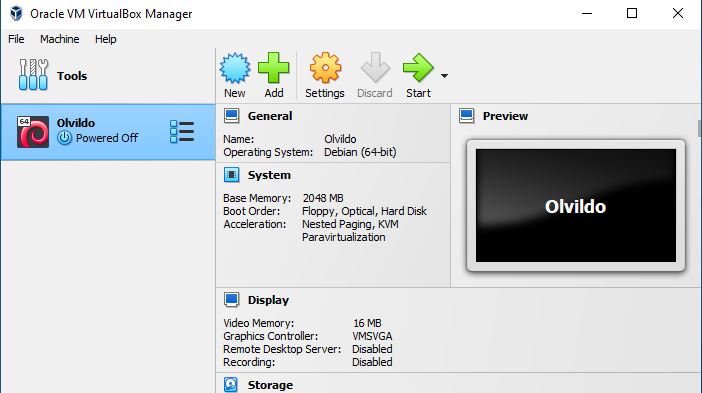 Oracle VM VirtualBox Manager
File Machine Help
Tools
New Add Settings Discard Start
64
Olvildo
Powered Off
General
Name: Olvildo
Operating System: Debian (64-bit)
System
Base Memory: 2048 MB
Boot Order: Floppy, Optical, Hard Disk
Acceleration: Nested Paging, KVM
Paravirtualization
Preview
Olvildo
Display
Video Memory: 16 MB
Graphics Controller: VMSVGA
Remote Desktop Server: Disabled
Recording: Disabled
Storage